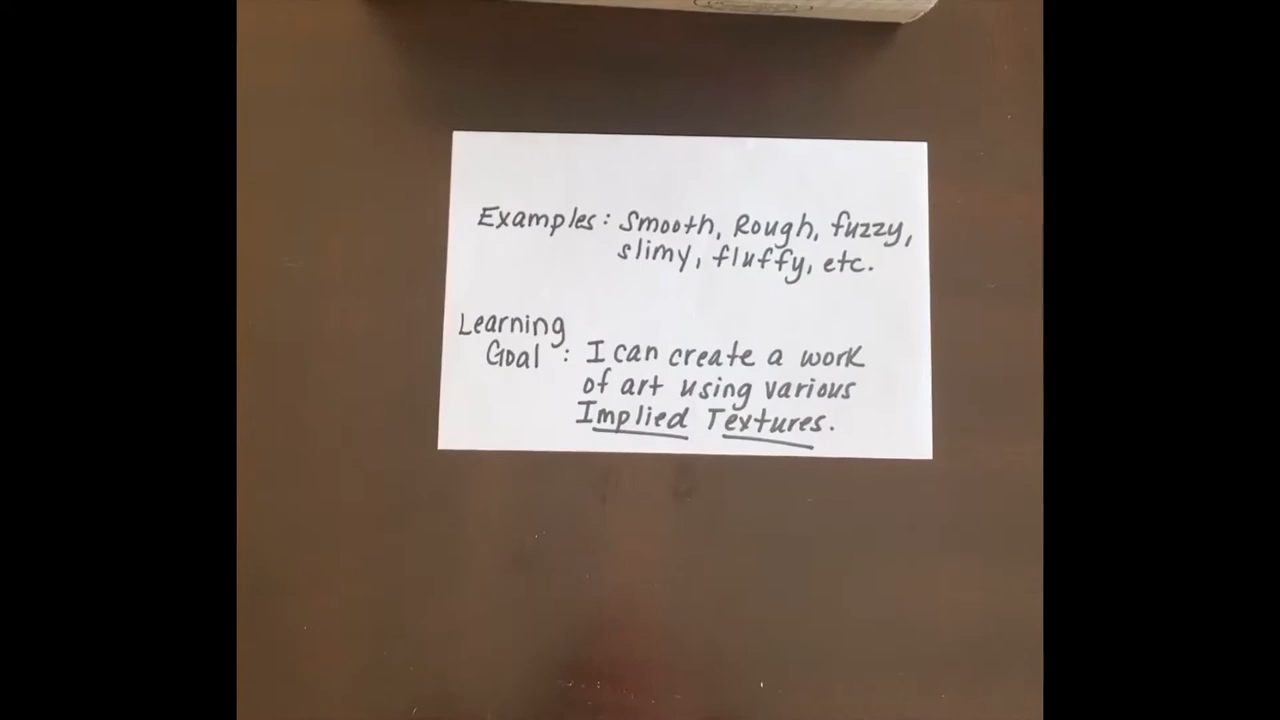 Examples: Smooth, Rough, fuzzy,
slimy, fluffy, etc.
Learning
Goal : I can create a work
of art using various
Implied Textures.